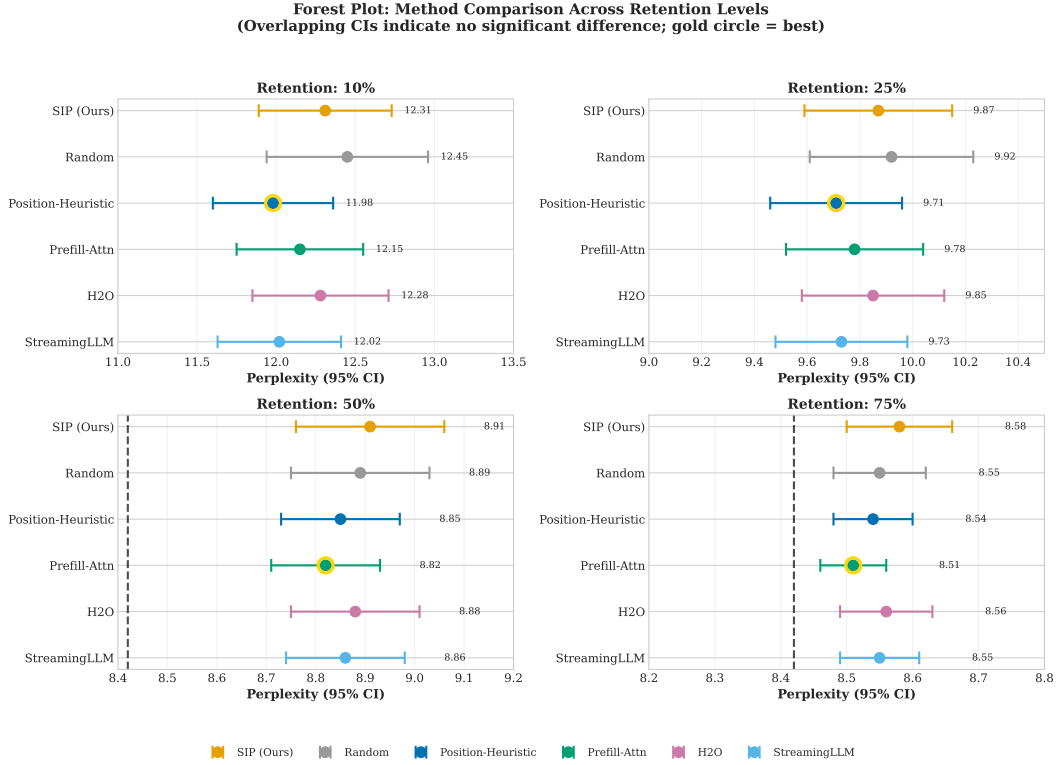 Forest Plot: Method Comparison Across Retention Levels
(Overlapping CIs indicate no significant difference; gold circle = best)
Retention: 10%
SIP (Ours)
12.31
Random
12.45
Position-Heuristic
11.98
Prefill-Attn
12.15
H2O
12.28
StreamingLLM
12.02
11.0 11.5 12.0 12.5 13.0 13.5
Perplexity (95% CI)
Retention: 25%
SIP (Ours)
9.87
Random
9.92
Position-Heuristic
9.71
Prefill-Attn
9.78
H2O
9.85
StreamingLLM
9.73
9.0 9.2 9.4 9.6 9.8 10.0 10.2 10.4
Perplexity (95% CI)
Retention: 50%
SIP (Ours)
8.91
Random
8.89
Position-Heuristic
8.85
Prefill-Attn
8.82
H2O
8.88
StreamingLLM
8.86
8.4 8.5 8.6 8.7 8.8 8.9 9.0 9.1 9.2
Perplexity (95% CI)
Retention: 75%
SIP (Ours)
8.58
Random
8.55
Position-Heuristic
8.54
Prefill-Attn
8.51
H2O
8.56
StreamingLLM
8.55
8.2 8.3 8.4 8.5 8.6 8.7 8.8
Perplexity (95% CI)
SIP (Ours) Random Position-Heuristic Prefill-Attn H2O StreamingLLM